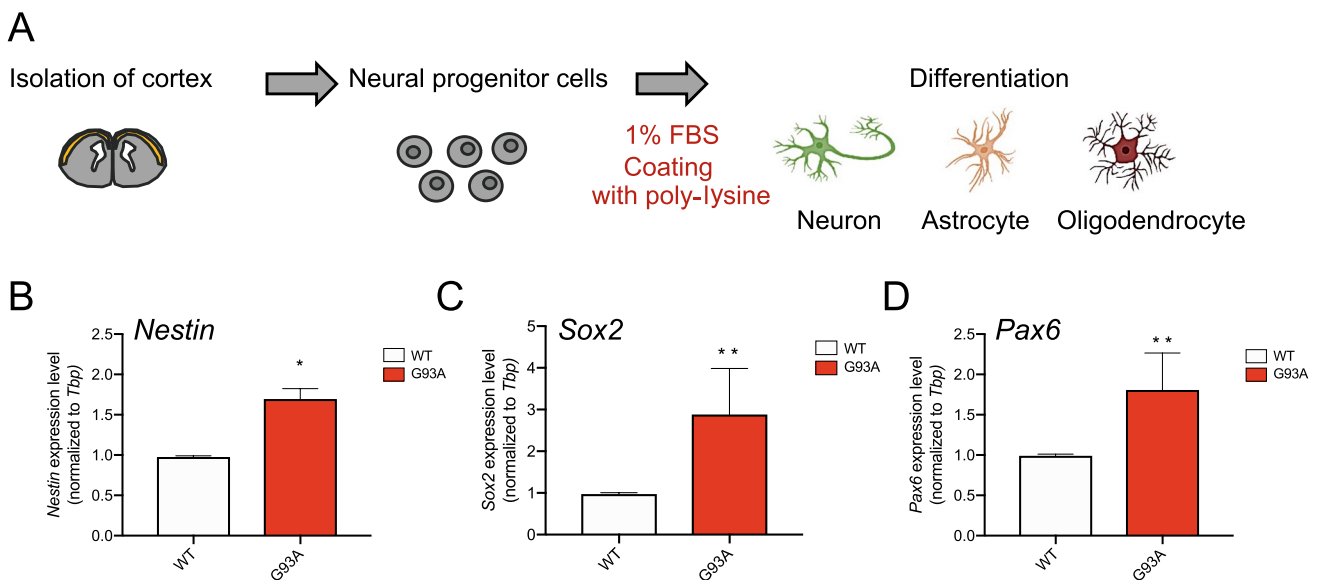 A
Isolation of cortex
Neural progenitor cells
1% FBS
Coating
with poly-lysine
Differentiation
Neuron
Astrocyte
Oligodendrocyte
B
Nestin
Nestin expression level
(normalized to Tbp)
2.5
2.0
1.5
1.0
0.5
0.0
*
WT
G93A
WT
G93A
C
Sox2
Sox2 expression level
(normalized to Tbp)
5
4
3
2
1
0
* *
WT
G93A
WT
G93A
D
Pax6
Pax6 expression level
(normalized to Tbp)
2.5
2.0
1.5
1.0
0.5
0.0
* *
WT
G93A
WT
G93A